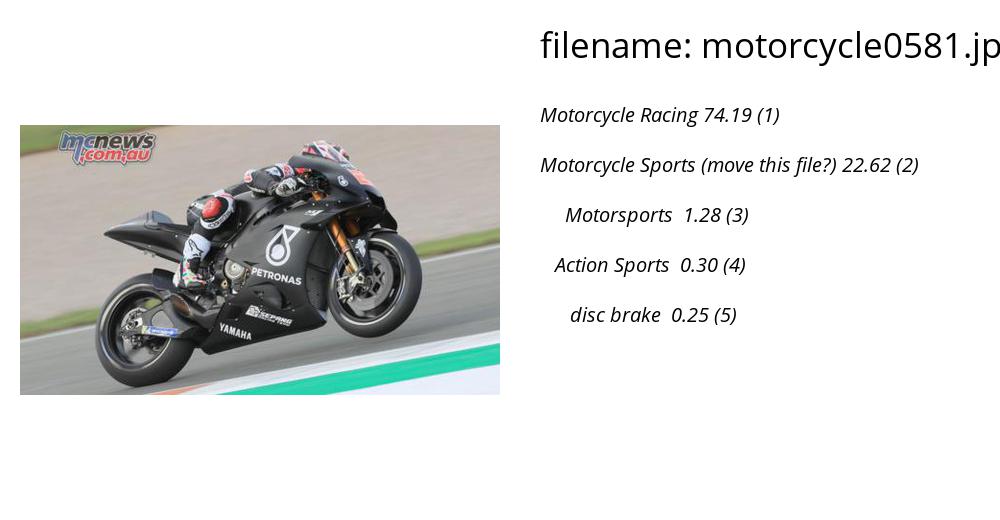 filename: motorcycle0581.jp
Motorcycle Racing 74.19 (1)
mcnews
.com.au
Motorcycle Sports (move this file?) 22.62 (2)
Motorsports 1.28 (3)
Action Sports 0.30 (4)
PETRONAS
disc brake 0.25 (5)
SEPANG
YAMAHA